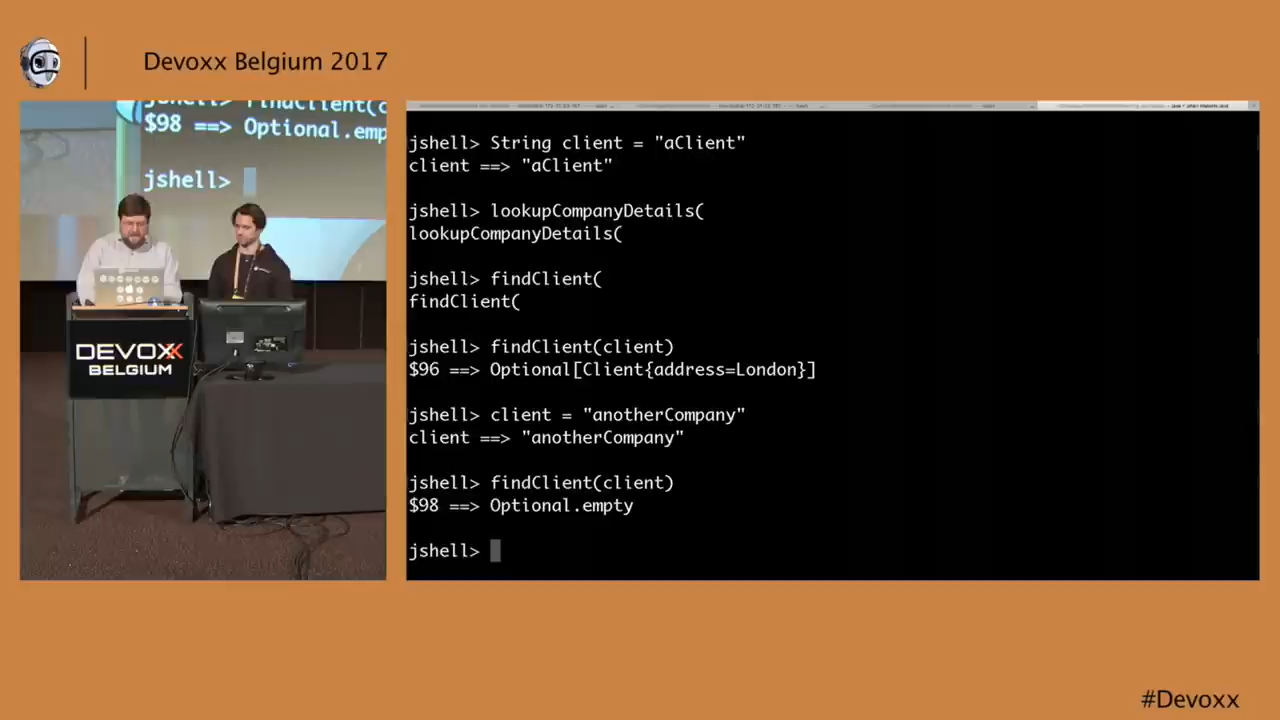 Devoxx Belgium 2017
jshell> findClient(c
$98 ==> Optional.emp
jshell>
DEVOXX
BELGIUM
jshell> String client = "aClient"
client ==> "aClient"
jshell> lookupCompanyDetails(
lookupCompanyDetails(
jshell> findClient(
findClient(
jshell> findClient(client)
$96 ==> Optional[Client{address=London}]
jshell> client = "anotherCompany"
client ==> "anotherCompany"
jshell> findClient(client)
$98 ==> Optional.empty
jshell>
#Devoxx